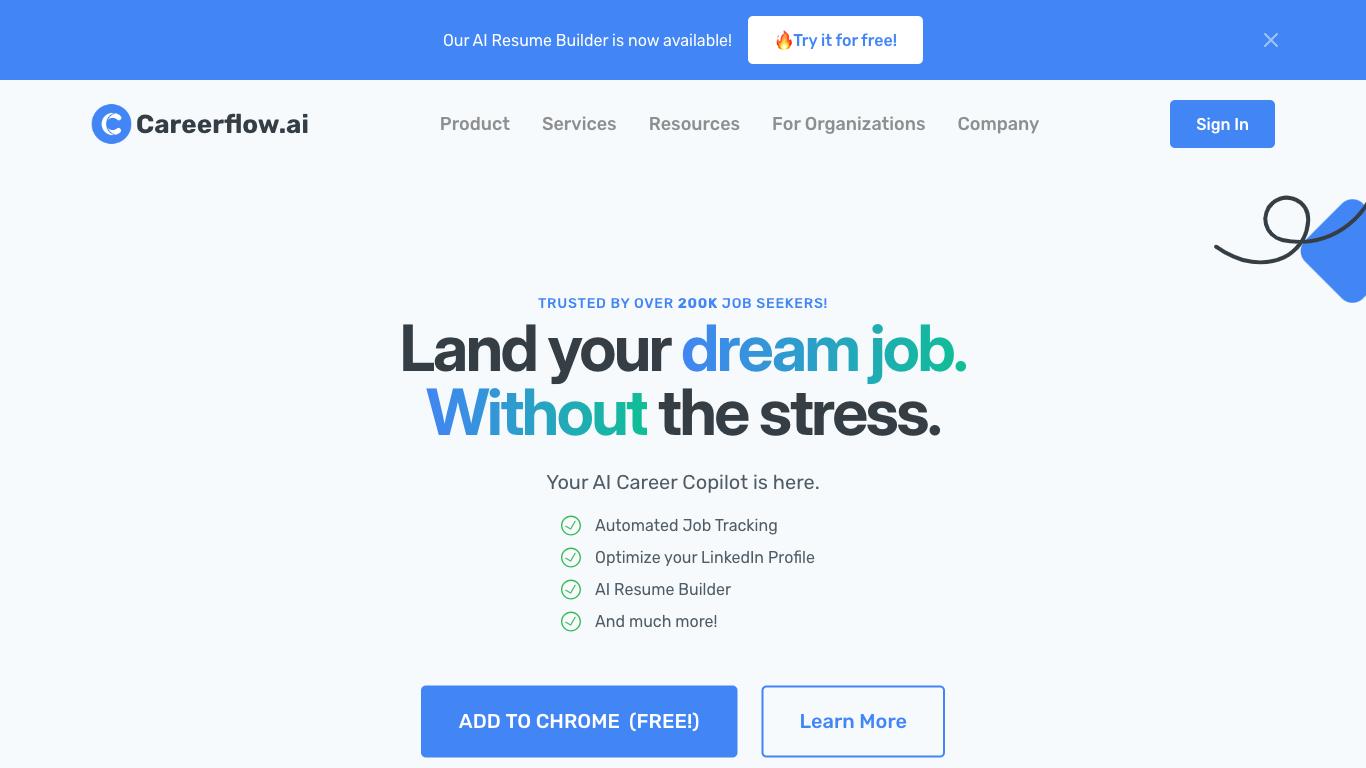 Our AI Resume Builder is now available!
🔥Try it for free!
Careerflow.ai
Product
Services
Resources
For Organizations
Company
Sign In
TRUSTED BY OVER 200K JOB SEEKERS!
Land your dream job.
Without the stress.
Your AI Career Copilot is here.
Automated Job Tracking
Optimize your LinkedIn Profile
AI Resume Builder
And much more!
ADD TO CHROME (FREE!)
Learn More